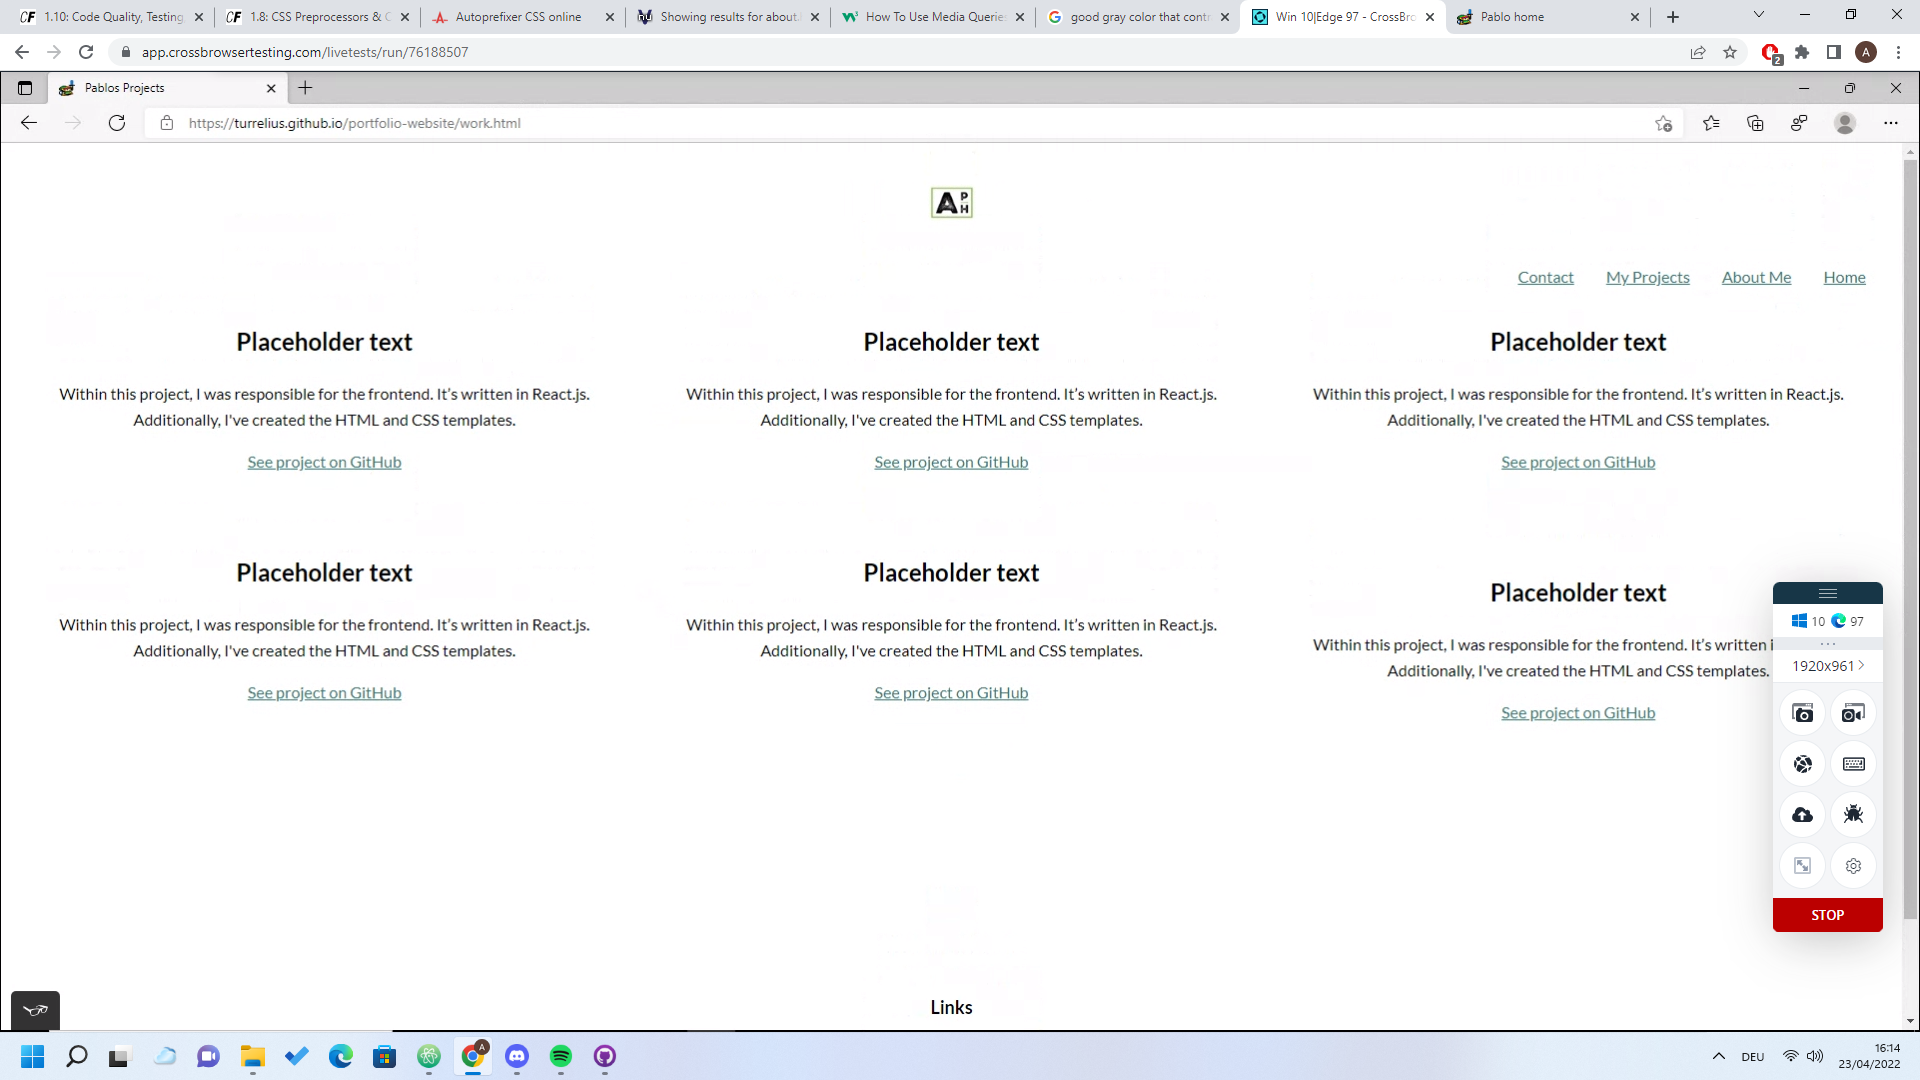 1.10: Code Quality, Testing,
1.8: CSS Preprocessors & C
Autoprefixer CSS online
Showing results for about.
How To Use Media Querie
good gray color that contr
Win 10|Edge 97 - CrossBro
Pablo home
app.crossbrowsertesting.com/livetests/run/76188507
2
A
Pablos Projects
https://turrelius.github.io/portfolio-website/work.html
A P H
Contact My Projects About Me Home
Placeholder text Placeholder text Placeholder text
Within this project, I was responsible for the frontend. It’s written in React.js. Within this project, I was responsible for the frontend. It’s written in React.js. Within this project, I was responsible for the frontend. It’s written in React.js.
Additionally, I've created the HTML and CSS templates. Additionally, I've created the HTML and CSS templates. Additionally, I've created the HTML and CSS templates.
See project on GitHub See project on GitHub See project on GitHub
Placeholder text Placeholder text Placeholder text
Within this project, I was responsible for the frontend. It’s written in React.js. Within this project, I was responsible for the frontend. It’s written in React.js. Within this project, I was responsible for the frontend. It’s written
Additionally, I've created the HTML and CSS templates. Additionally, I've created the HTML and CSS templates. Additionally, I've created the HTML and CSS templates.
See project on GitHub See project on GitHub See project on GitHub
10 97
1920x961
STOP
Links
DEU
16:14
23/04/2022